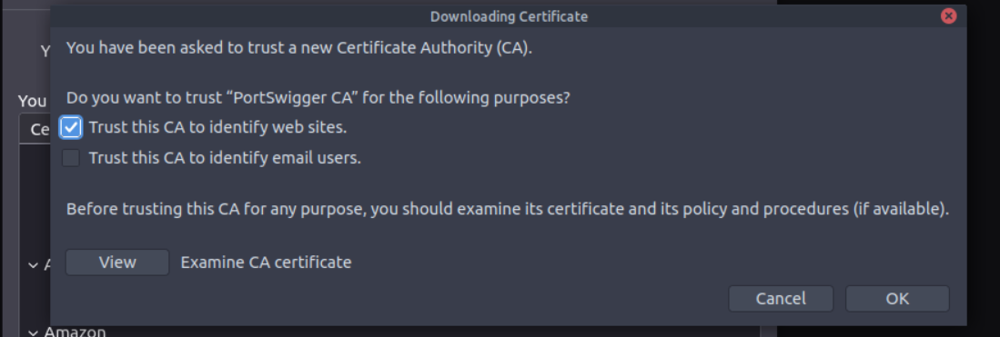 Downloading Certificate
Y
You have been asked to trust a new Certificate Authority (CA).
Do you want to trust “PortSwigger CA” for the following purposes?
You
Ce
Trust this CA to identify web sites.
Trust this CA to identify email users.
Before trusting this CA for any purpose, you should examine its certificate and its policy and procedures (if available).
A
View
Examine CA certificate
Cancel
OK
Amazon